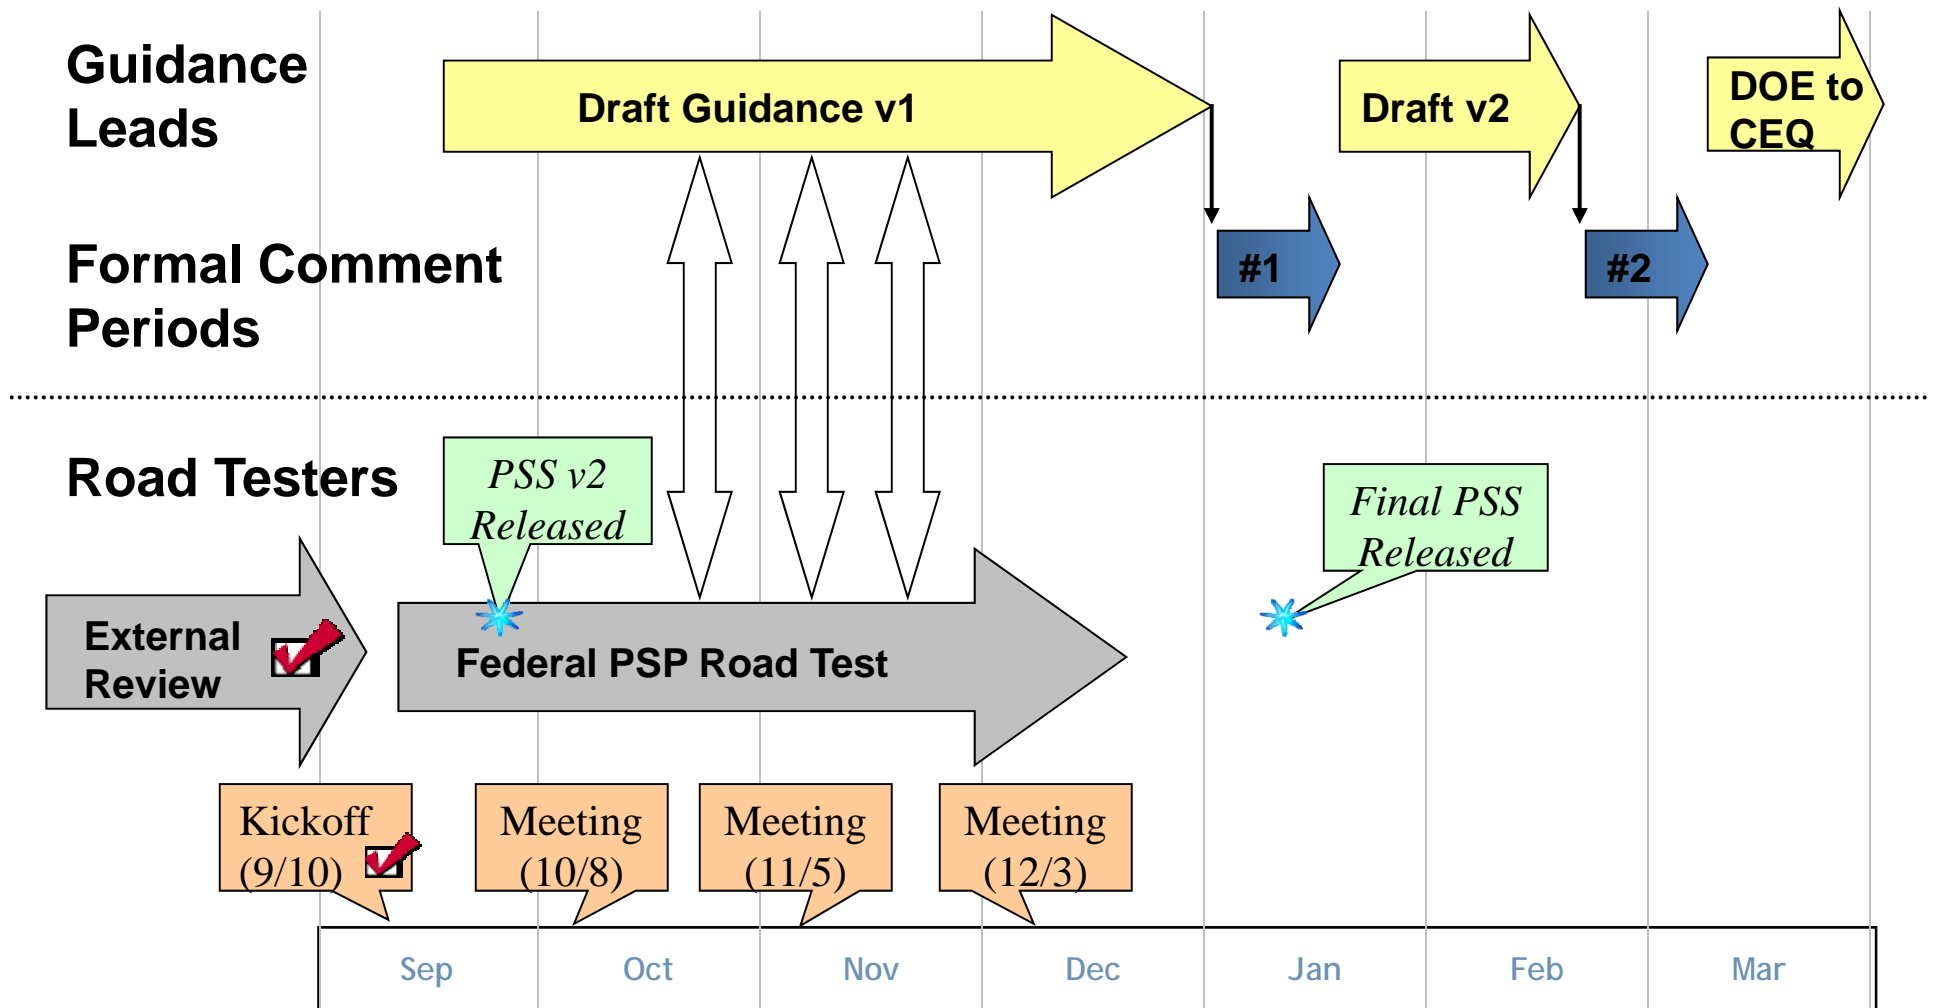 Guidance
Leads
Draft Guidance v1
Draft v2
DOE to
CEQ
Formal Comment
Periods
#1
#2
Road Testers
PSS v2
Released
Final PSS
Released
External
Review
Federal PSP Road Test
Kickoff
(9/10)
Meeting
(10/8)
Meeting
(11/5)
Meeting
(12/3)
Sep
Oct
Nov
Dec
Jan
Feb
Mar